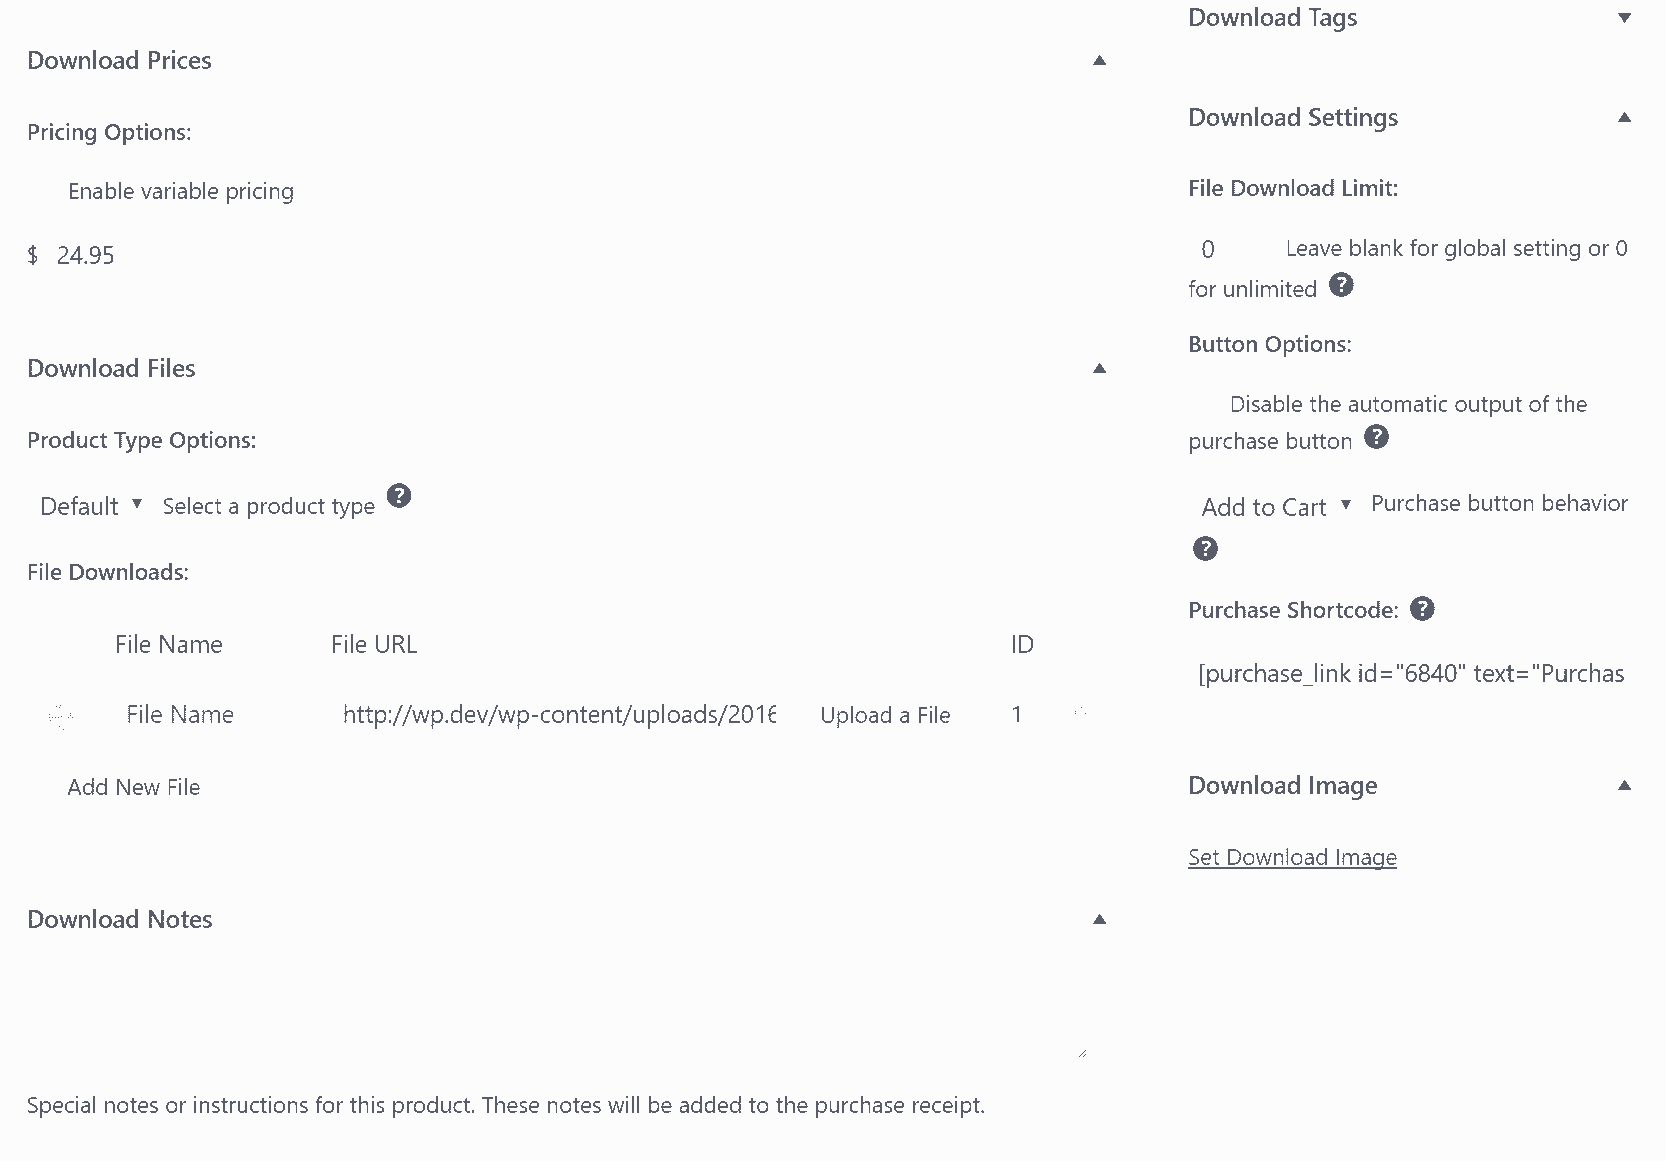 Download Prices
Pricing Options:
Enable variable pricing
$ 24.95
Download Files
Product Type Options:
Default Select a product type ?
File Downloads:
File Name File URL ID
File Name http://wp.dev/wp-content/uploads/2016 Upload a File 1
Add New File
Download Notes
Special notes or instructions for this product. These notes will be added to the purchase receipt.
Download Tags
Download Settings
File Download Limit:
0 Leave blank for global setting or 0
for unlimited ?
Button Options:
Disable the automatic output of the
purchase button ?
Add to Cart Purchase button behavior
?
Purchase Shortcode: ?
[purchase_link id="6840" text="Purchas
Download Image
Set Download Image